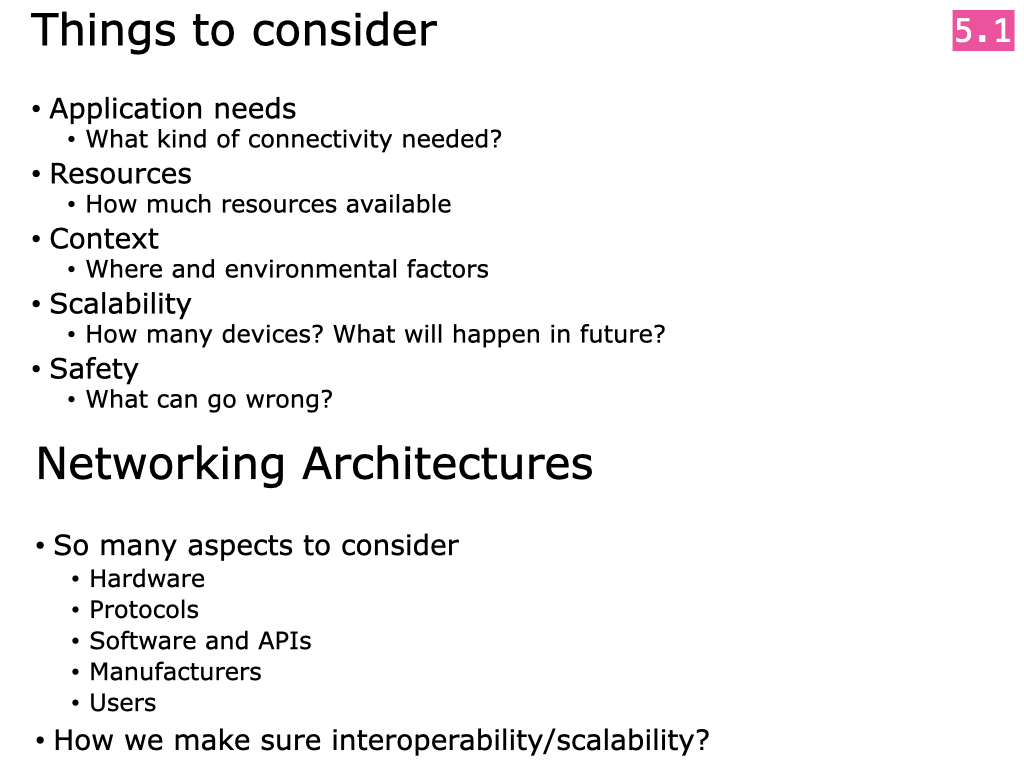 Things to consider
5.1
• Application needs
• What kind of connectivity needed?
• Resources
• How much resources available
• Context
• Where and environmental factors
• Scalability
• How many devices? What will happen in future?
• Safety
• What can go wrong?
Networking Architectures
• So many aspects to consider
• Hardware
• Protocols
• Software and APIs
• Manufacturers
• Users
• How we make sure interoperability/scalability?